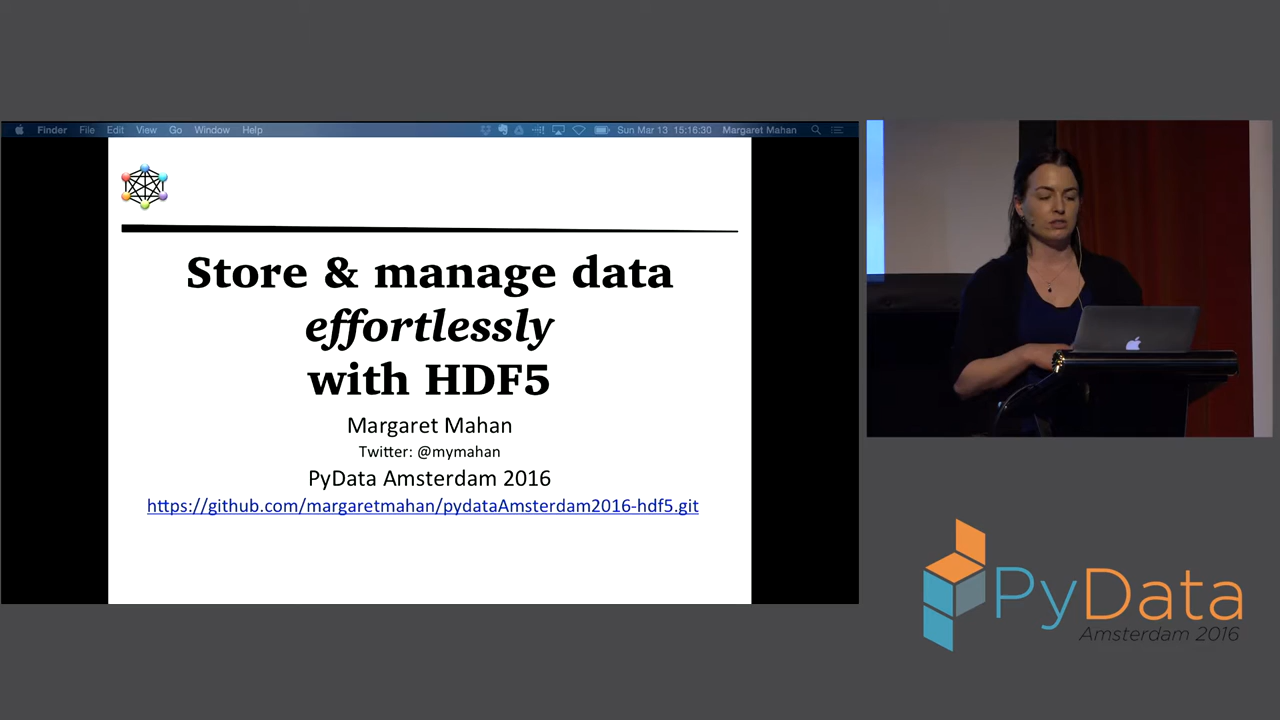 Finder File Edit View Go Window Help Sun Mar 13 15:16:30 Margaret Mahan
Store & manage data
effortlessly
with HDF5
Margaret Mahan
Twitter: @mymahan
PyData Amsterdam 2016
https://github.com/margaretmahan/pydataAmsterdam2016-hdf5.git
PyData
Amsterdam 2016